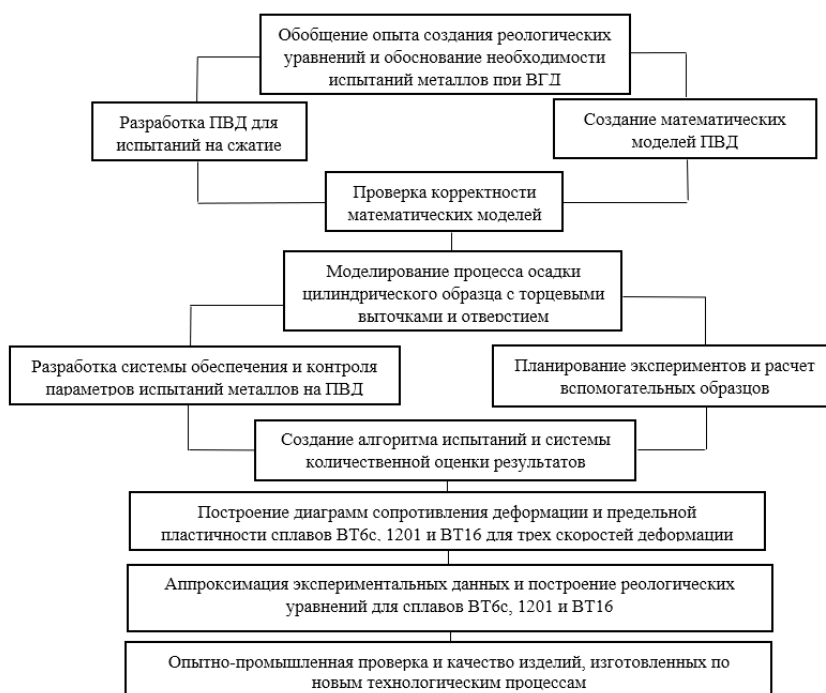 Обобщение опыта создания реологических
уравнений и обоснование необходимости
испытаний металлов при ВГД
Разработка ПВД для
испытаний на сжатие
Создание математических
моделей ПВД
Проверка корректности
математических моделей
Моделирование процесса осадки
цилиндрического образца с торцевыми
выточками и отверстием
Разработка системы обеспечения и контроля
параметров испытаний металлов на ПВД
Планирование экспериментов и расчет
вспомогательных образцов
Создание алгоритма испытаний и системы
количественной оценки результатов
Построение диаграмм сопротивления деформации и предельной
пластичности сплавов ВТ6с, 1201 и ВТ16 для трех скоростей деформации
Аппроксимация экспериментальных данных и построение реологических
уравнений для сплавов ВТ6с, 1201 и ВТ16
Опытно-промышленная проверка и качество изделий, изготовленных по
новым технологическим процессам